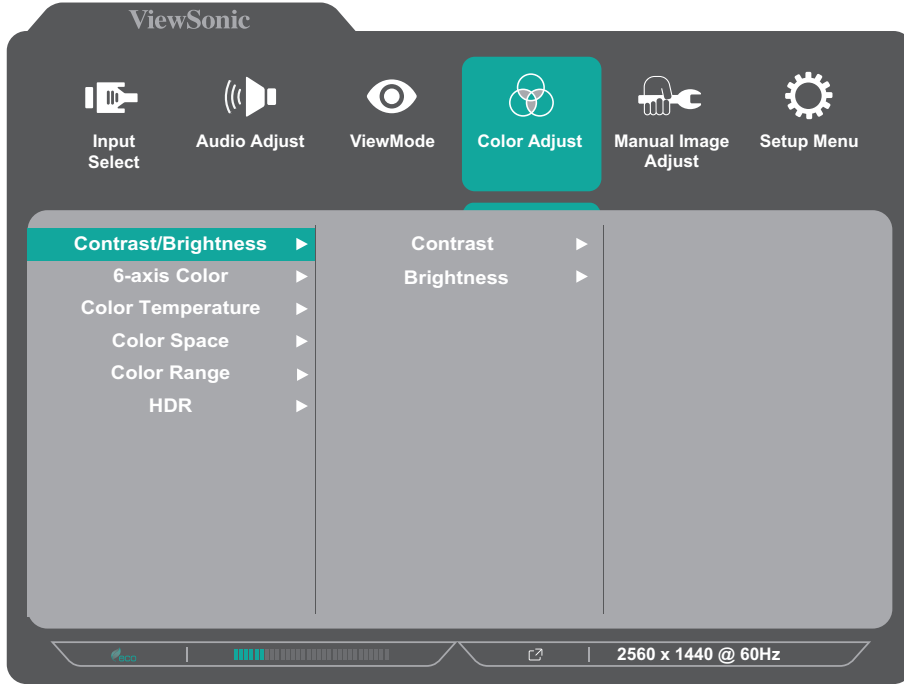 ViewSonic
Input
Select
Audio Adjust
ViewMode
Color Adjust
Manual Image
Adjust
Setup Menu
Contrast/Brightness
6-axis Color
Color Temperature
Color Space
Color Range
HDR
Contrast
Brightness
eco
2560 x 1440 @ 60Hz